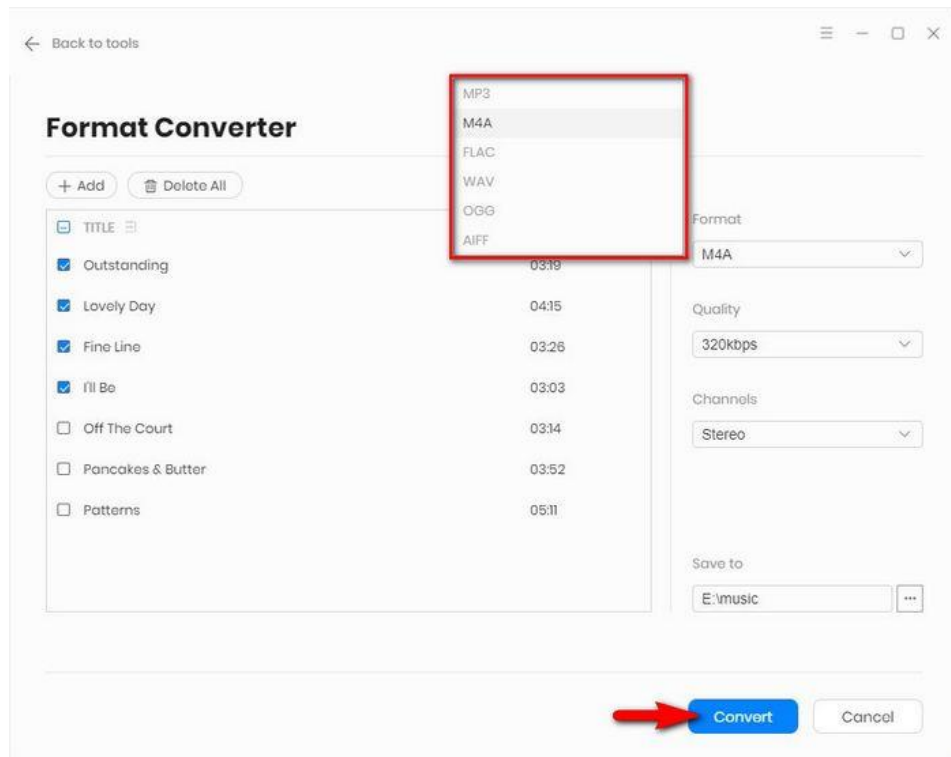 Back to tools
MP3
M4A
FLAC
WAV
OGG
AIFF
Format Converter
+ Add
Delete All
TITLE
Outstanding 03:19
Lovely Day 04:15
Fine Line 03:26
I'll Be 03:03
Off The Court 03:14
Pancakes & Butter 03:52
Patterns 05:11
Format
M4A
Quality
320kbps
Channels
Stereo
Save to
E:\music
...
Convert
Cancel